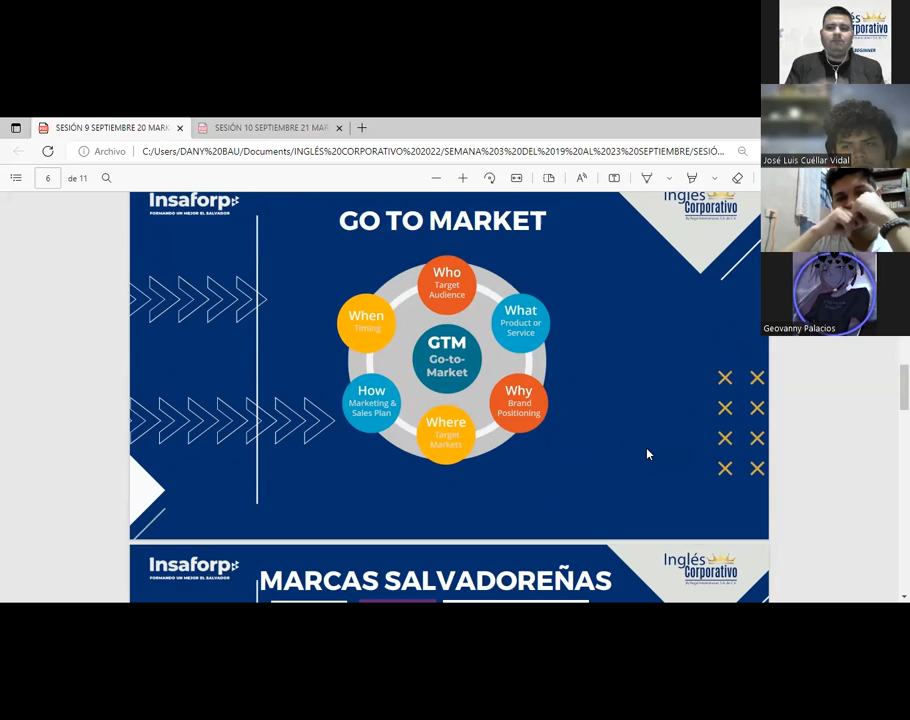 SESIÓN 9 SEPTIEMBRE 20 MARK
SESIÓN 10 SEPTIEMBRE 21 MAR
Archivo
C:/Users/DANY%20BAU/Documents/INGLÉS%20CORPORATIVO%202022/SEMANA%203%20DEL%2019%20AL%2023%20SEPTIEMBRE/SESIÓ...
6
de 11
Insaforp
FORMANDO UN MEJOR EL SALVADOR
GO TO MARKET
Inglés
Corporativo
Who
Target
Audience
What
Product or
Service
Why
Brand
Positioning
Where
Target
Markets
How
Marketing &
Sales Plan
When
Timing
GTM
Go-to-
Market
Insaforp
FORMANDO UN MEJOR EL SALVADOR
MARCAS SALVADOREÑAS
Inglés
Corporativo
és
orporativo
BEGINNER
José Luis Cuéllar Vidal
Geovanny Palacios